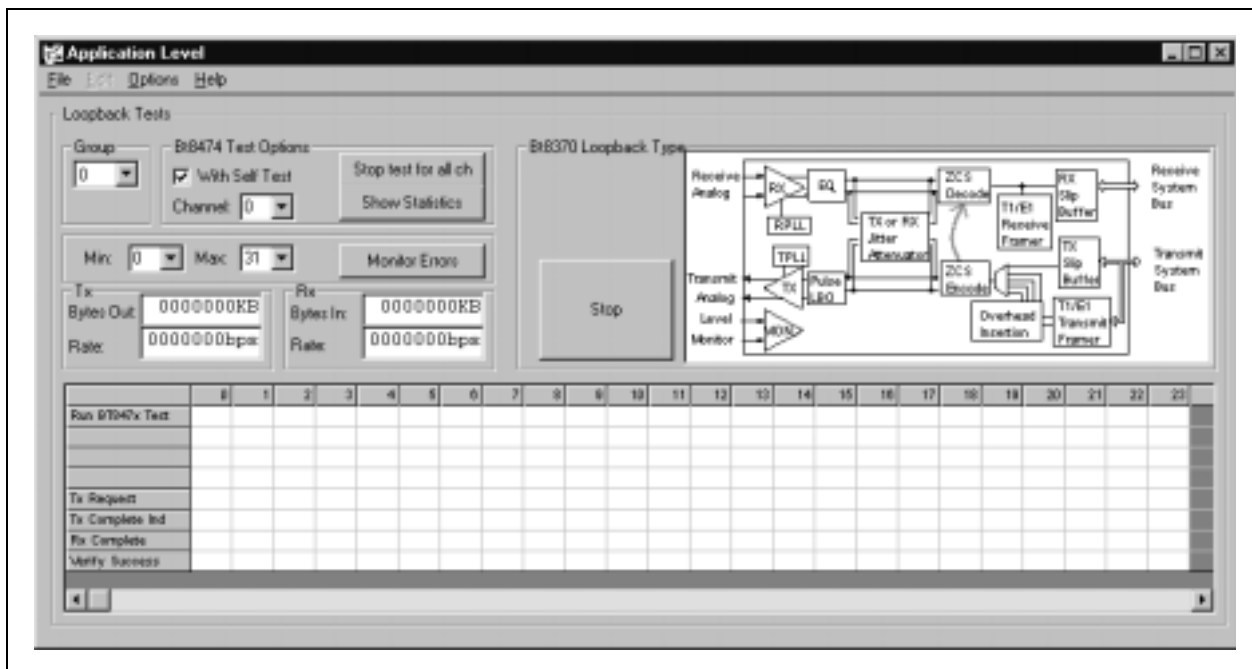 Application Level
File Edit Options Help
Loopback Tests
Group
0
Bt8474 Test Options
With Self Test
Channel: 0
Stop test for all ch
Show Statistics
Min: 0 Max: 31
Monitor Errors
Tx
Bytes Out: 0000000KB
Rate: 0000000bps
Rx
Bytes In: 0000000KB
Rate: 0000000bps
Bt8370 Loopback Type
Stop
Receive
Analog
RX
EQ
RPLL
TX or RX
Jitter
Attenuator
ZCS
Decode
T1/E1
Receive
Framer
RX
Slip
Buffer
Receive
System
Bus
Transmit
Analog
TPLL
TX
Pulse
LBO
ZCS
Encode
TX
Slip
Buffer
Transmit
System
Bus
Level
Monitor
MON
Overhead
Insertion
T1/E1
Transmit
Framer
0 1 2 3 4 5 6 7 8 9 10 11 12 13 14 15 16 17 18 19 20 21 22 23
Run BT847x Test
Tx Request
Tx Complete Ind
Rx Complete
Verify Success